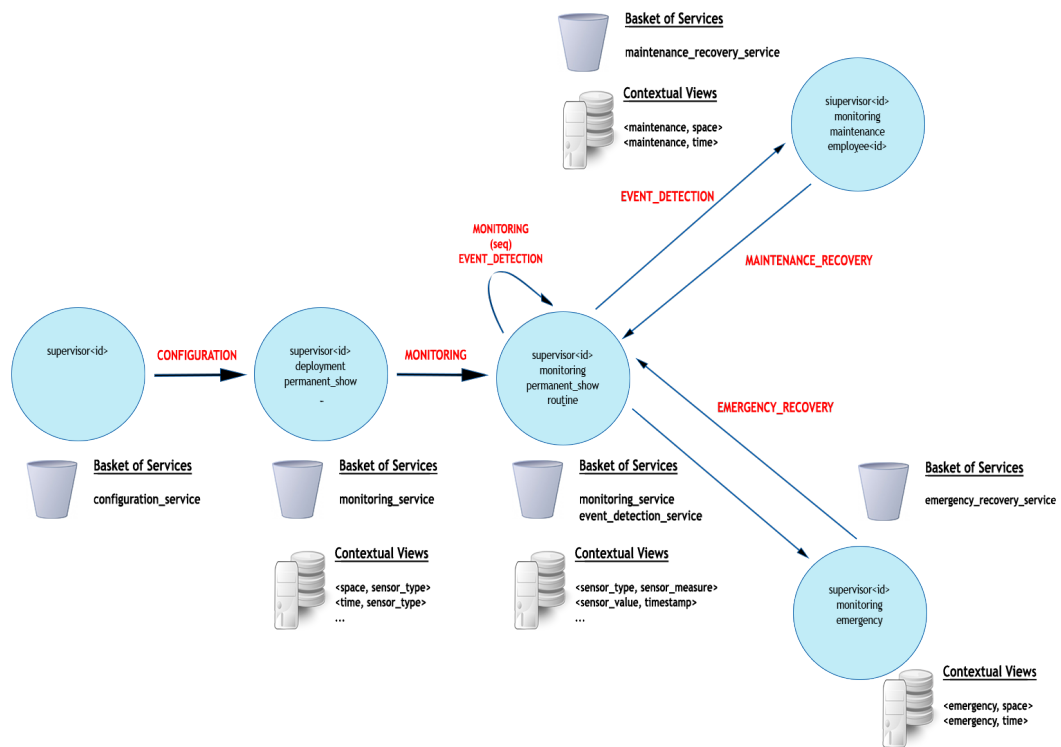 Basket of Services
maintenance_recovery_service
Contextual Views
<maintenance, space>
<maintenance, time>
siupervisor<id>
monitoring
maintenance
employee<id>
EVENT_DETECTION
MONITORING
(seq)
EVENT_DETECTION
MAINTENANCE_RECOVERY
supervisor<id>
CONFIGURATION
supervisor<id>
deployment
permanent_show
-
MONITORING
supervisor<id>
monitoring
permanent_show
routine
EMERGENCY_RECOVERY
Basket of Services
configuration_service
Basket of Services
monitoring_service
Basket of Services
monitoring_service
event_detection_service
Basket of Services
emergency_recovery_service
Contextual Views
<space, sensor_type>
<time, sensor_type>
...
Contextual Views
<sensor_type, sensor_measure>
<sensor_value, timestamp>
...
supervisor<id>
monitoring
emergency
Contextual Views
<emergency, space>
<emergency, time>